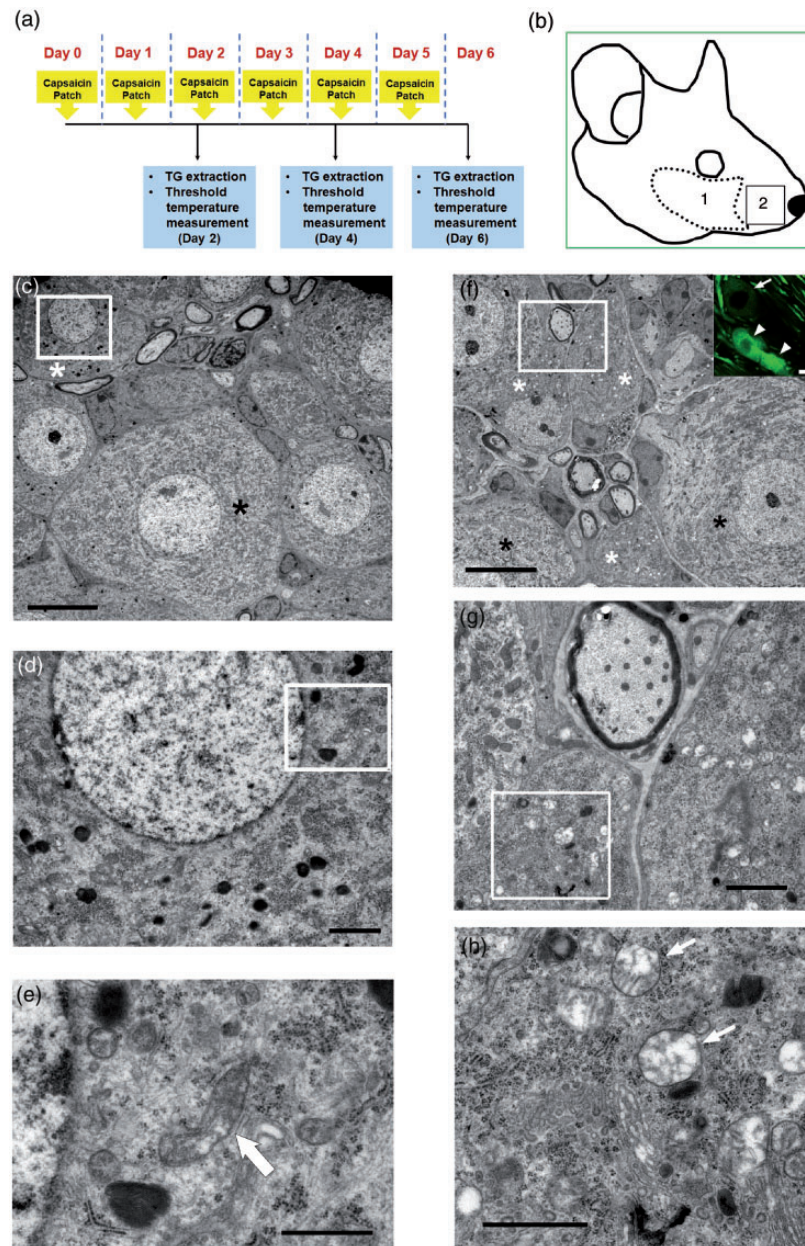 (a)
Day 0 Day 1 Day 2 Day 3 Day 4 Day 5 Day 6
Capsaicin Capsaicin Capsaicin Capsaicin Capsaicin Capsaicin
Patch Patch Patch Patch Patch Patch
• TG extraction
• Threshold
temperature
measurement
(Day 2)
• TG extraction
• Threshold
temperature
measurement
(Day 4)
• TG extraction
• Threshold
temperature
measurement
(Day 6)
(b)
1
2
(c)
*
*
(d)
(e)
(f)
* *
* *
*
(g)
(h)